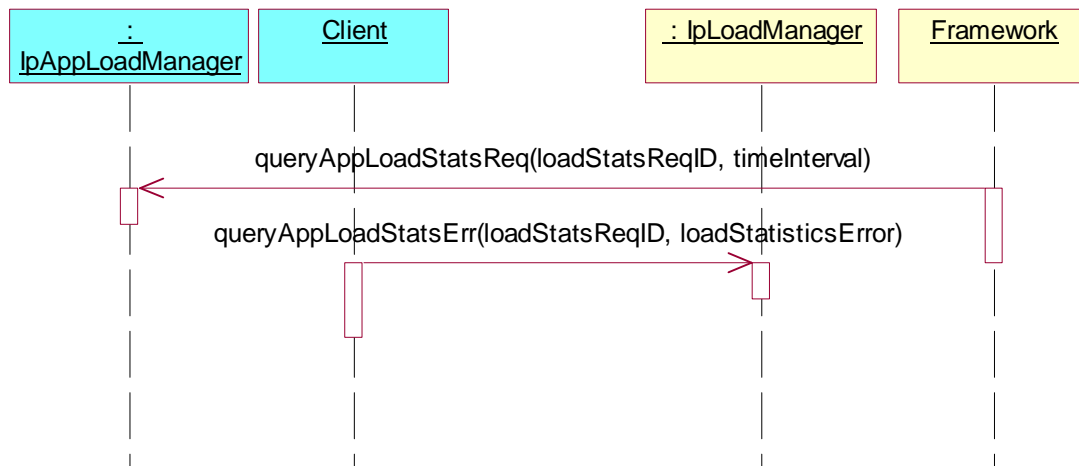 :
IpAppLoadManager
Client
: IpLoadManager
Framework
queryAppLoadStatsReq(loadStatsReqID, timeInterval)
queryAppLoadStatsErr(loadStatsReqID, loadStatisticsError)